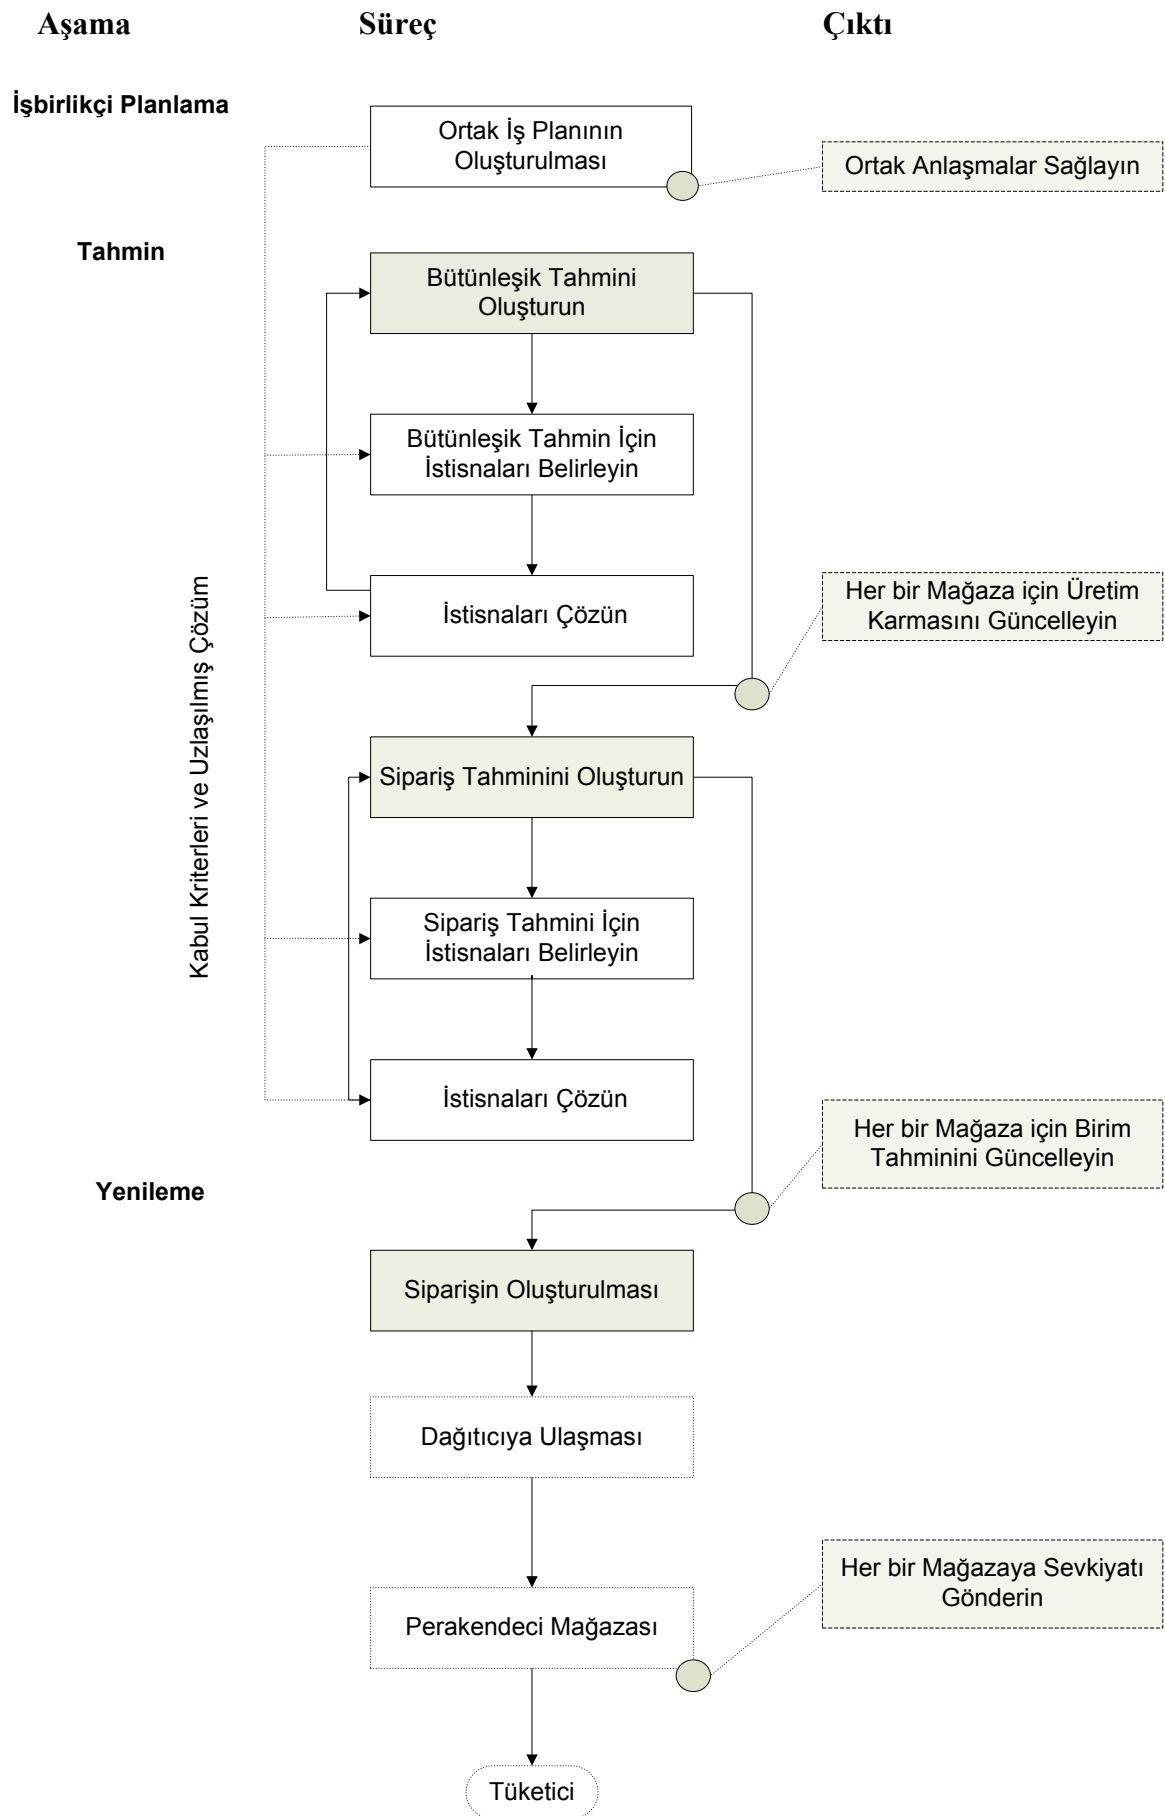 Aşama
Süreç
Çıktı
İşbirlikçi Planlama
Ortak İş Planının
Oluşturulması
Ortak Anlaşmalar Sağlayın
Tahmin
Bütünleşik Tahmini
Oluşturun
Bütünleşik Tahmin İçin
İstisnaları Belirleyin
Kabul Kriterleri ve Uzlaşılmış Çözüm
İstisnaları Çözün
Her bir Mağaza için Üretim
Karmasını Güncelleyin
Sipariş Tahminini Oluşturun
Sipariş Tahmini İçin
İstisnaları Belirleyin
İstisnaları Çözün
Her bir Mağaza için Birim
Tahminini Güncelleyin
Yenileme
Siparişin Oluşturulması
Dağıtıcıya Ulaşması
Her bir Mağazaya Sevkiyatı
Gönderin
Perakendeci Mağazası
Tüketici